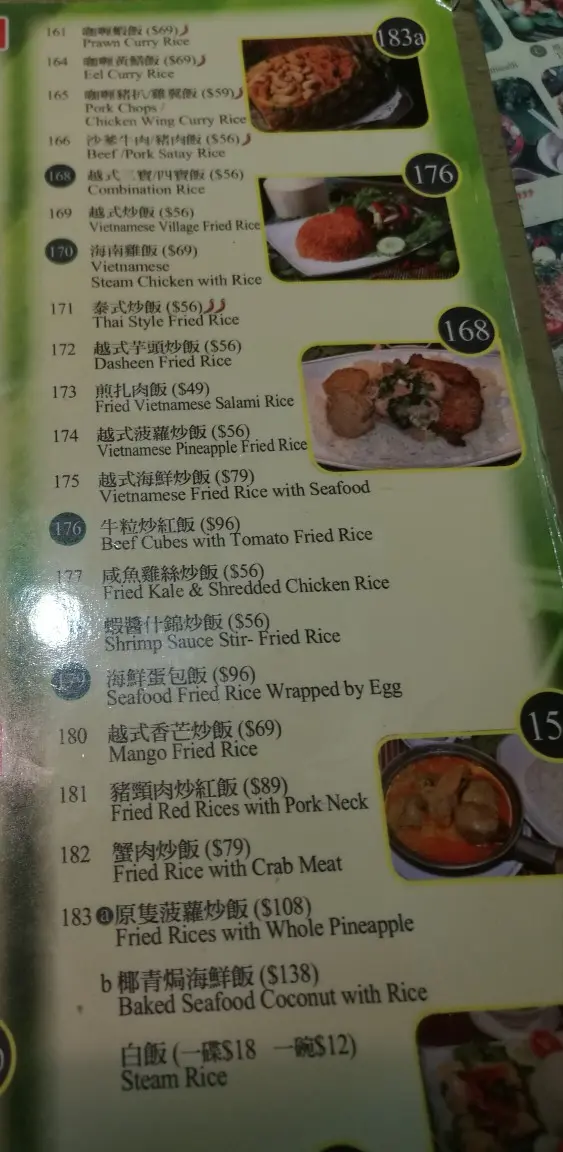 183a
161 咖喱蝦飯 ($69)
Prawn Curry Rice
164 咖喱黃鱔飯 ($69)
Eel Curry Rice
165 咖喱豬扒/雞翼飯 ($59)
Pork Chops /
Chicken Wing Curry Rice
166 沙爹牛肉/豬肉飯 ($56)
Beef /Pork Satay Rice
176
168 越式三寶/四寶飯 ($56)
Combination Rice
169 越式炒飯 ($56)
Vietnamese Village Fried Rice
170 海南雞飯 ($69)
Vietnamese
Steam Chicken with Rice
171 泰式炒飯 ($56)
Thai Style Fried Rice
168
172 越式芋頭炒飯 ($56)
Dasheen Fried Rice
173 煎扎肉飯 ($49)
Fried Vietnamese Salami Rice
174 越式菠蘿炒飯 ($56)
Vietnamese Pineapple Fried Rice
175 越式海鮮炒飯 ($79)
Vietnamese Fried Rice with Seafood
176 牛粒炒紅飯 ($96)
Beef Cubes with Tomato Fried Rice
177 咸魚雞絲炒飯 ($56)
Fried Kale & Shredded Chicken Rice
蝦醬什錦炒飯 ($56)
Shrimp Sauce Stir- Fried Rice
179 海鮮蛋包飯 ($96)
Seafood Fried Rice Wrapped by Egg
180 越式香芒炒飯 ($69)
Mango Fried Rice
15
181 豬頸肉炒紅飯 ($89)
Fried Red Rices with Pork Neck
182 蟹肉炒飯 ($79)
Fried Rice with Crab Meat
183 a 原隻菠蘿炒飯 ($108)
Fried Rices with Whole Pineapple
b 椰青焗海鮮飯 ($138)
Baked Seafood Coconut with Rice
白飯 (一碟$18 一碗$12)
Steam Rice